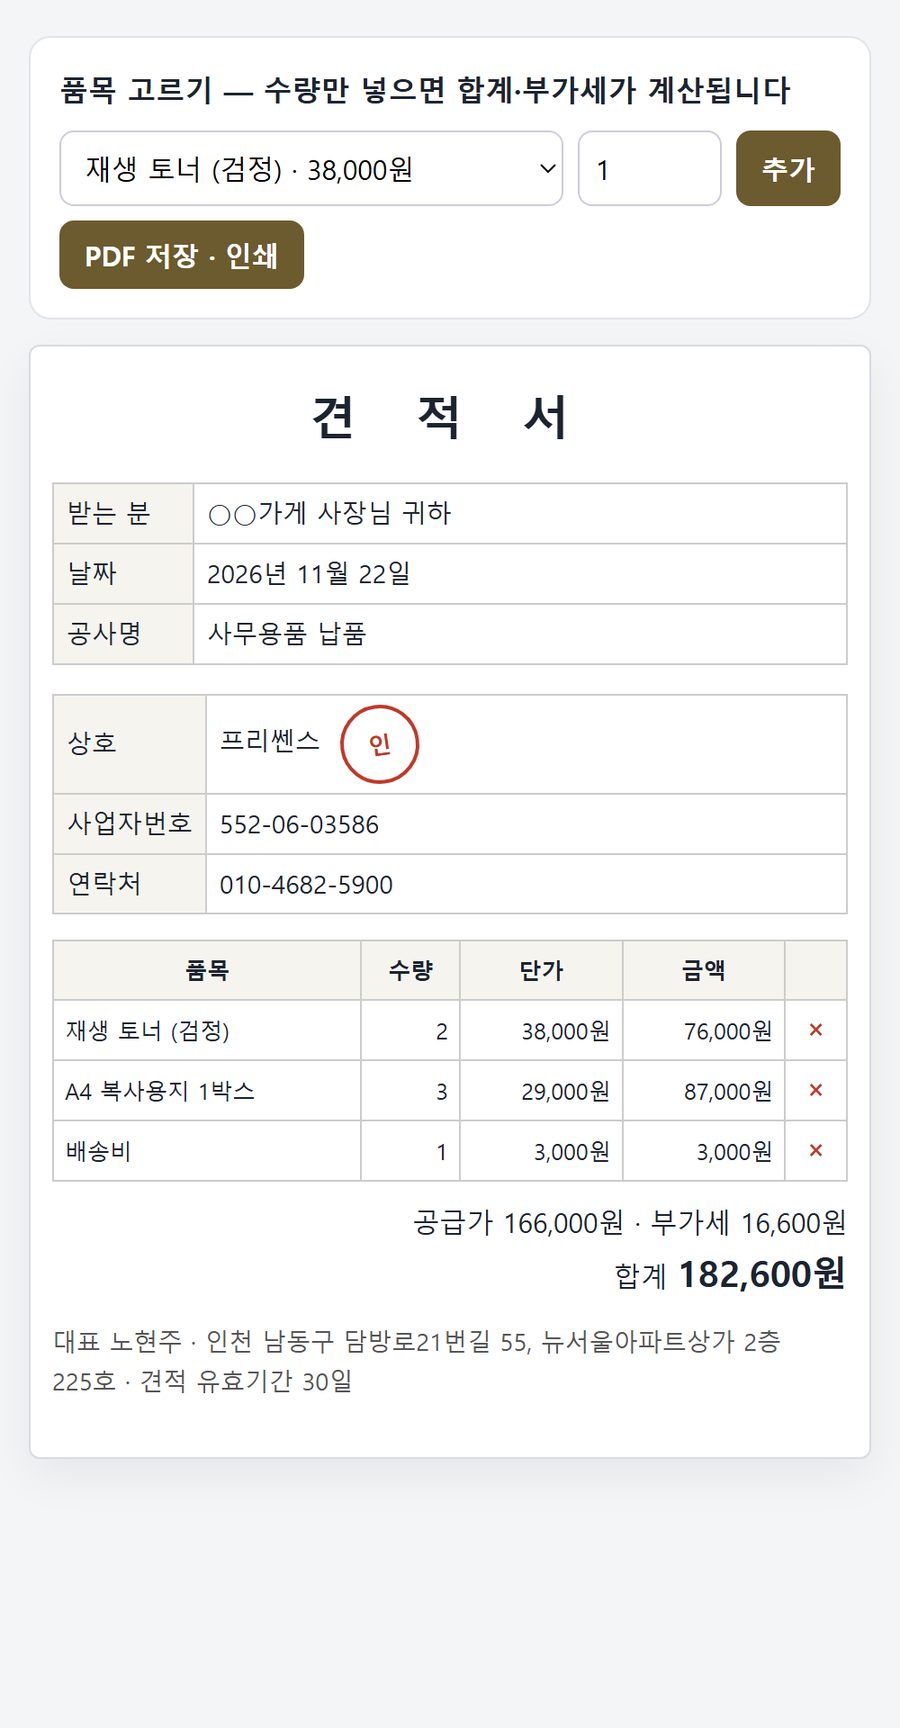 품목 고르기 — 수량만 넣으면 합계·부가세가 계산됩니다
재생 토너 (검정) · 38,000원 1 추가
PDF 저장 · 인쇄
견 적 서
받는 분 ○○가게 사장님 귀하
날짜 2026년 11월 22일
공사명 사무용품 납품
상호 프리쎈스 인
사업자번호 552-06-03586
연락처 010-4682-5900
품목 수량 단가 금액
재생 토너 (검정) 2 38,000원 76,000원 ×
A4 복사용지 1박스 3 29,000원 87,000원 ×
배송비 1 3,000원 3,000원 ×
공급가 166,000원 · 부가세 16,600원
합계 182,600원
대표 노현주 · 인천 남동구 담방로21번길 55, 뉴서울아파트상가 2층
225호 · 견적 유효기간 30일